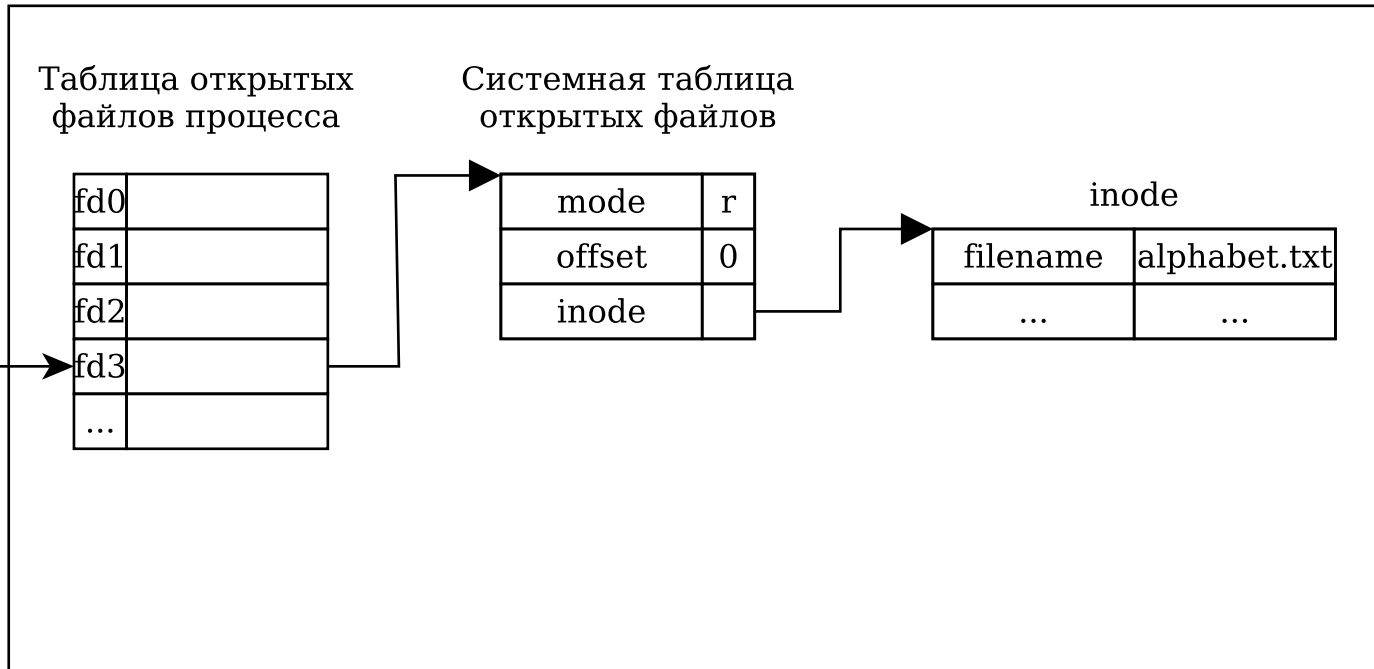 Таблица открытых
файлов процесса
Системная таблица
открытых файлов
fd0
fd1
fd2
fd3
...
mode r
offset 0
inode
inode
filename alphabet.txt
... ...